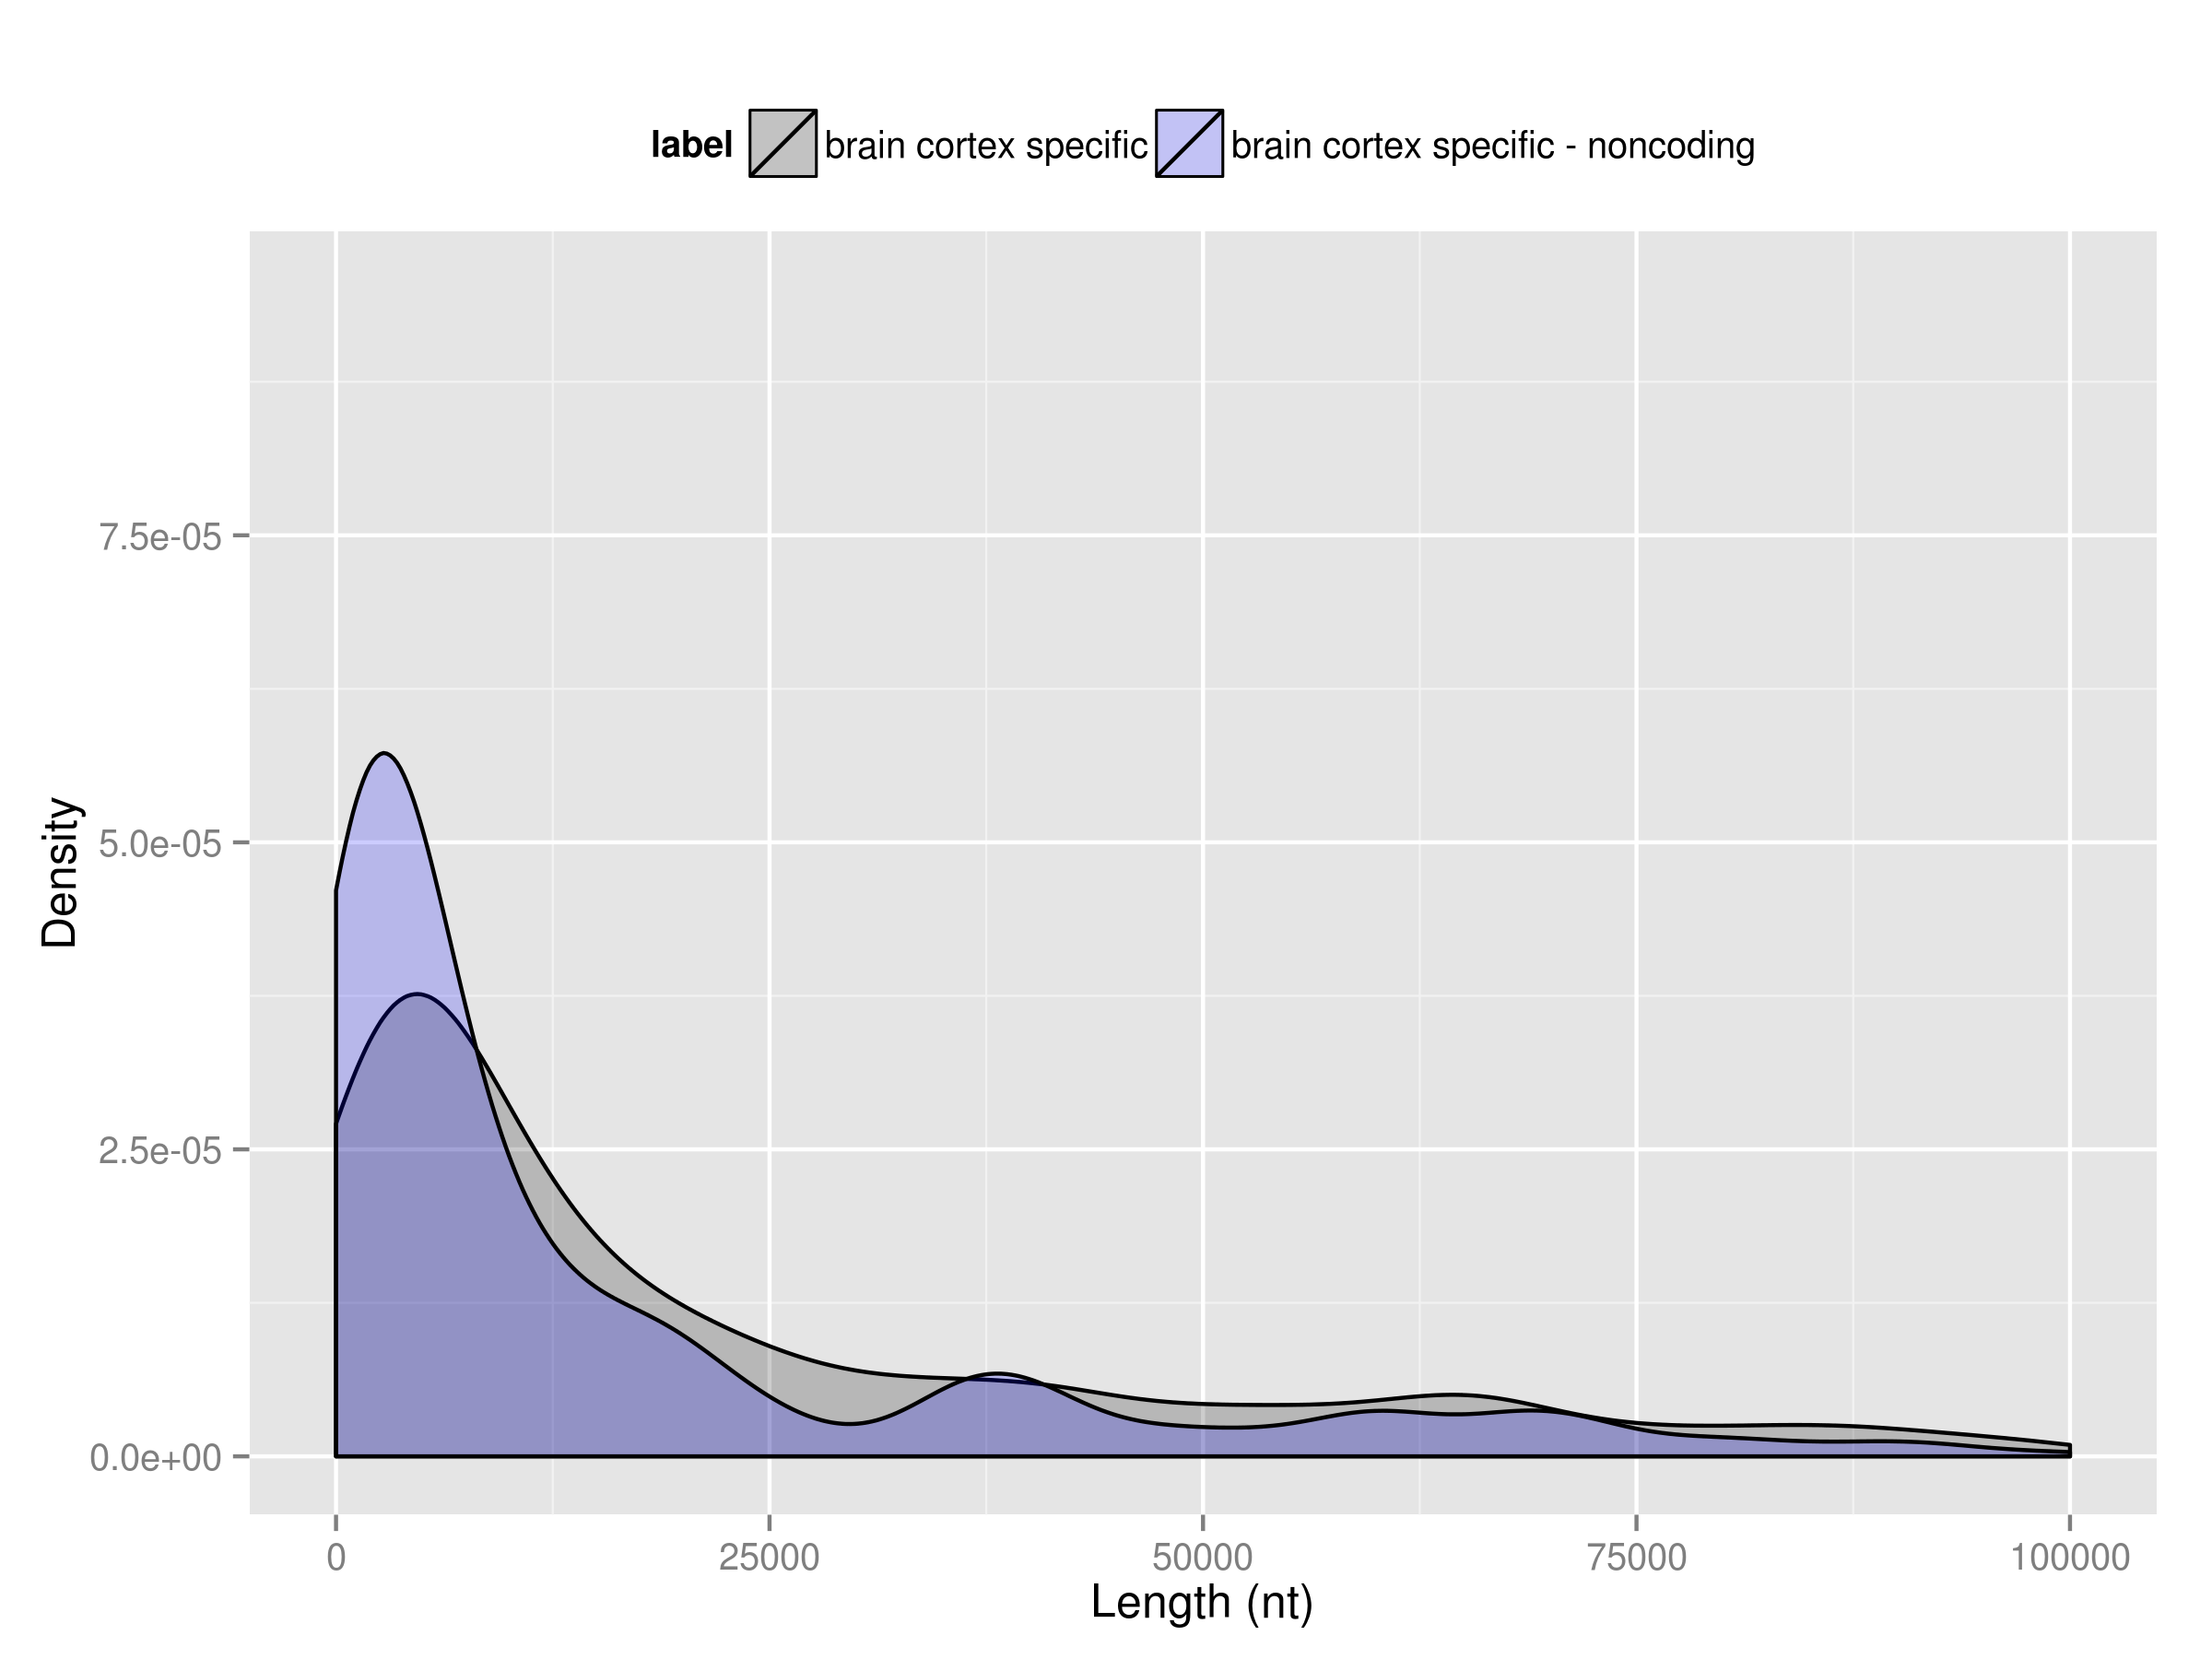 label brain cortex specific brain cortex specific - noncoding
7.5e-05
5.0e-05
2.5e-05
0.0e+00
Density
0 25000 50000 75000 100000
Length (nt)